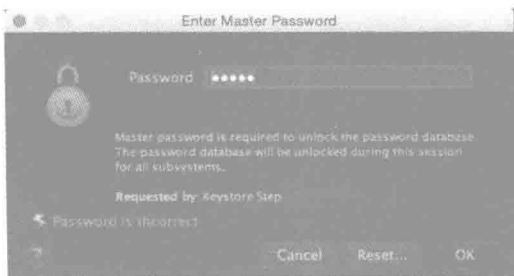 Enter Master Password
Password •••••
Master password is required to unlock the password database.
The password database will be unlocked during this session
for all subsystems.
Requested by: Keystore Step
Password is incorrect
? Cancel Reset... OK